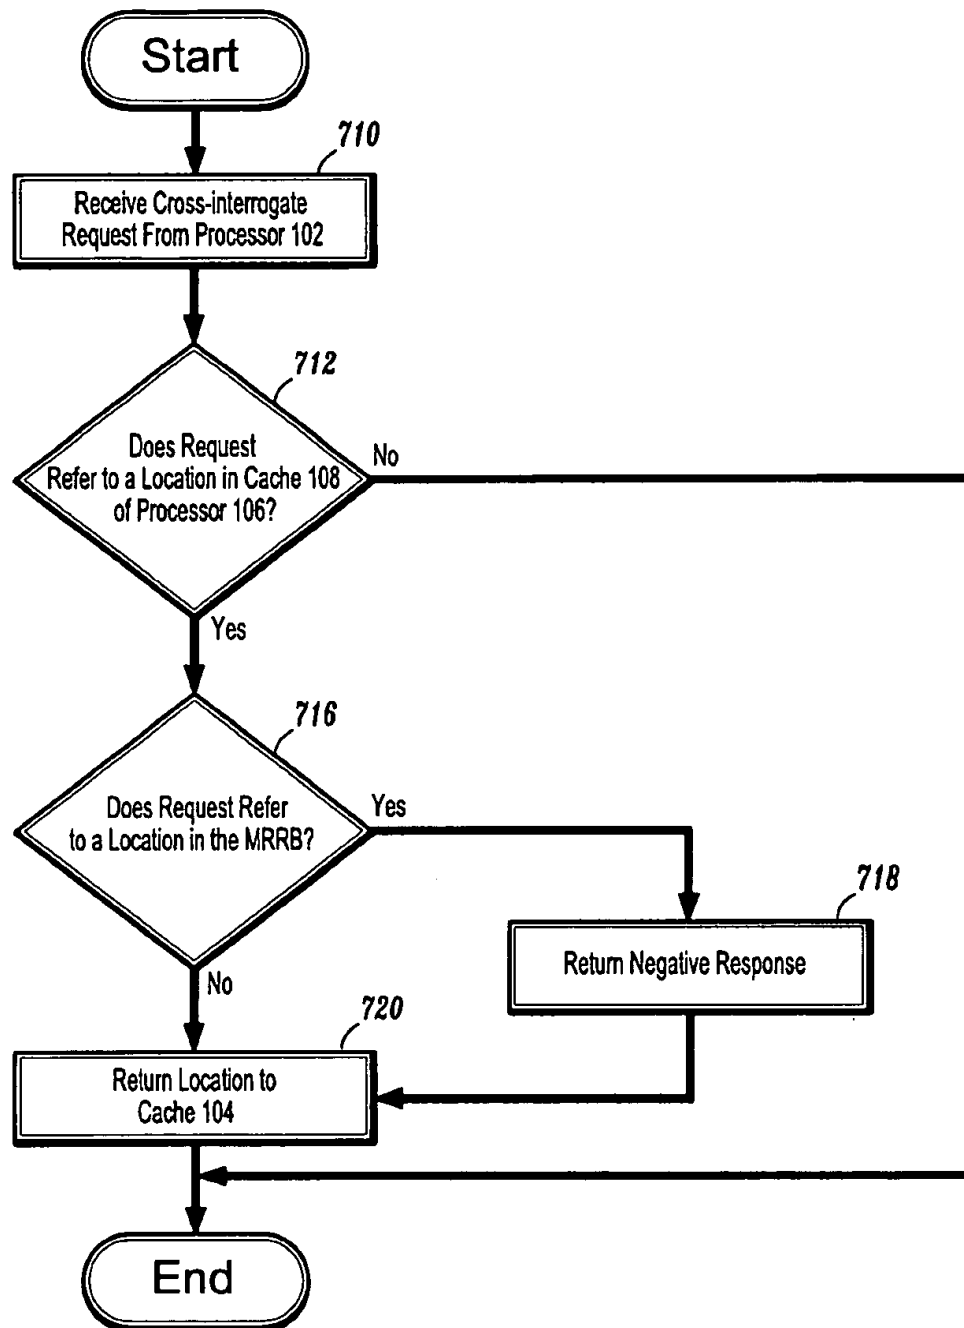 Start
710
Receive Cross-interrogate
Request From Processor 102
712
Does Request
Refer to a Location in Cache 108
of Processor 106?
No
Yes
716
Does Request Refer
to a Location in the MRRB?
Yes
718
Return Negative Response
No
720
Return Location to
Cache 104
End